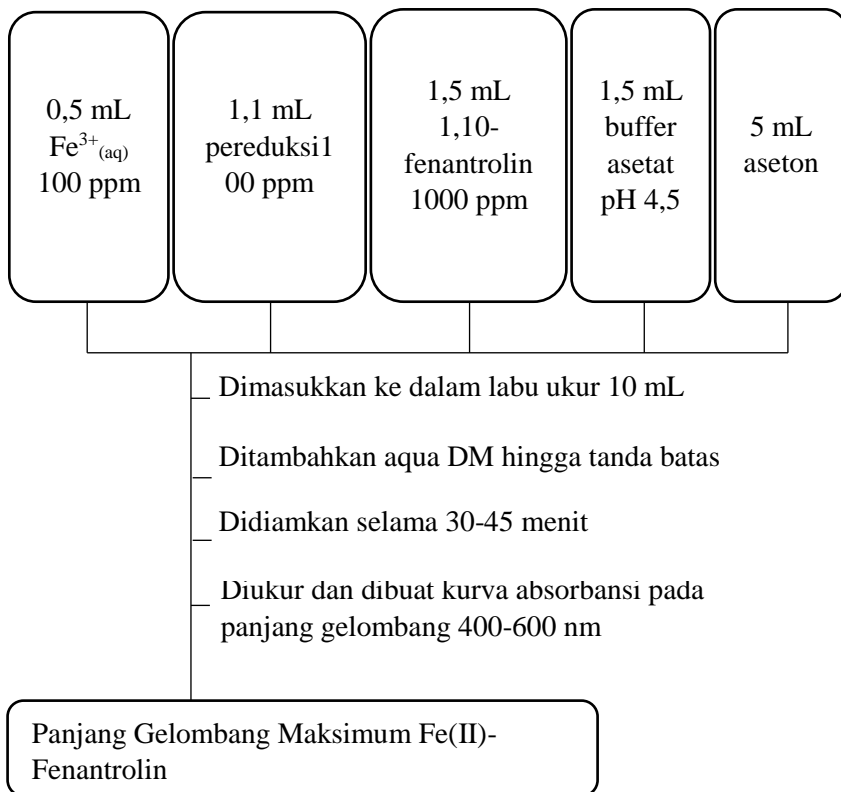 0,5 mL
Fe³⁺₍aq₎
100 ppm
1,1 mL
pereduksi1
00 ppm
1,5 mL
1,10-
fenantrolin
1000 ppm
1,5 mL
buffer
asetat
pH 4,5
5 mL
aseton
Dimasukkan ke dalam labu ukur 10 mL
Ditambahkan aqua DM hingga tanda batas
Didiamkan selama 30-45 menit
Diukur dan dibuat kurva absorbansi pada
panjang gelombang 400-600 nm
Panjang Gelombang Maksimum Fe(II)-
Fenantrolin